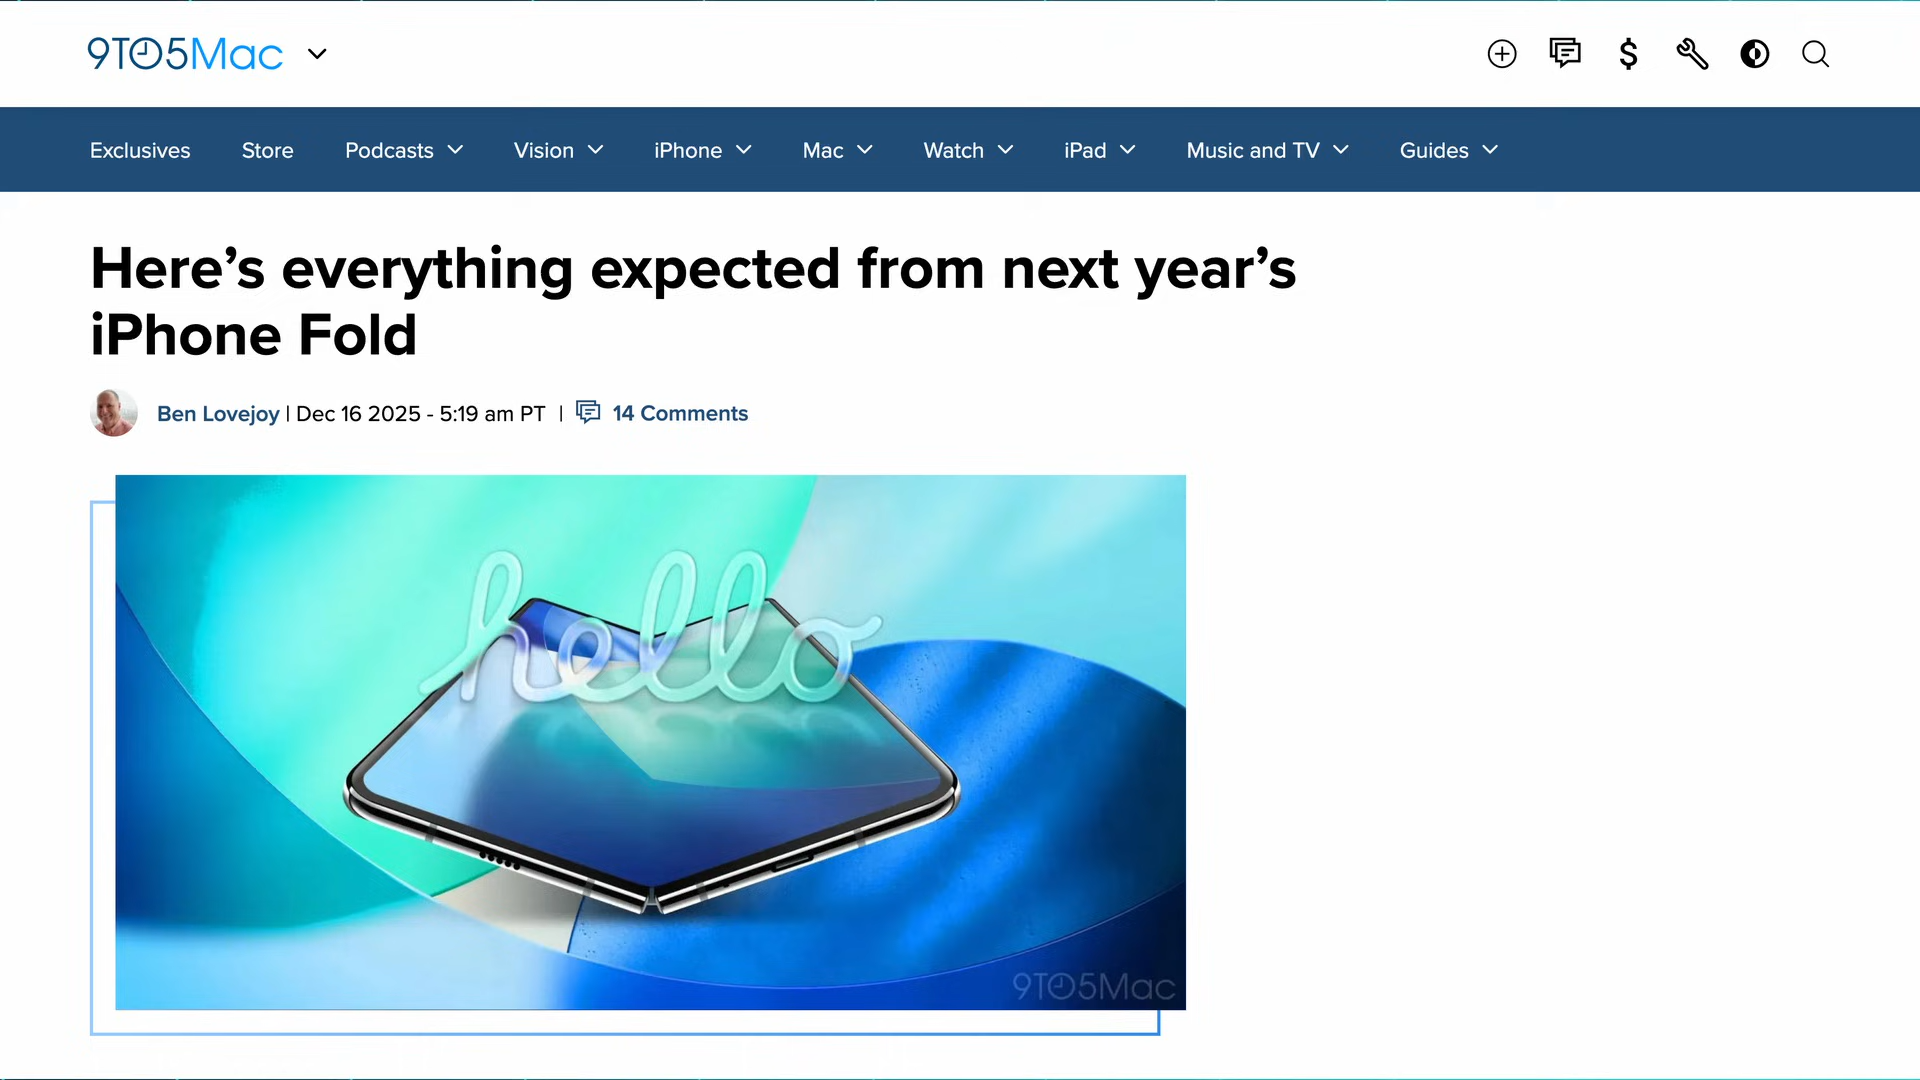 9TO5Mac
Exclusives Store Podcasts Vision iPhone Mac Watch iPad Music and TV Guides
Here’s everything expected from next year’s
iPhone Fold
Ben Lovejoy | Dec 16 2025 - 5:19 am PT | 14 Comments
hello
9TO5Mac